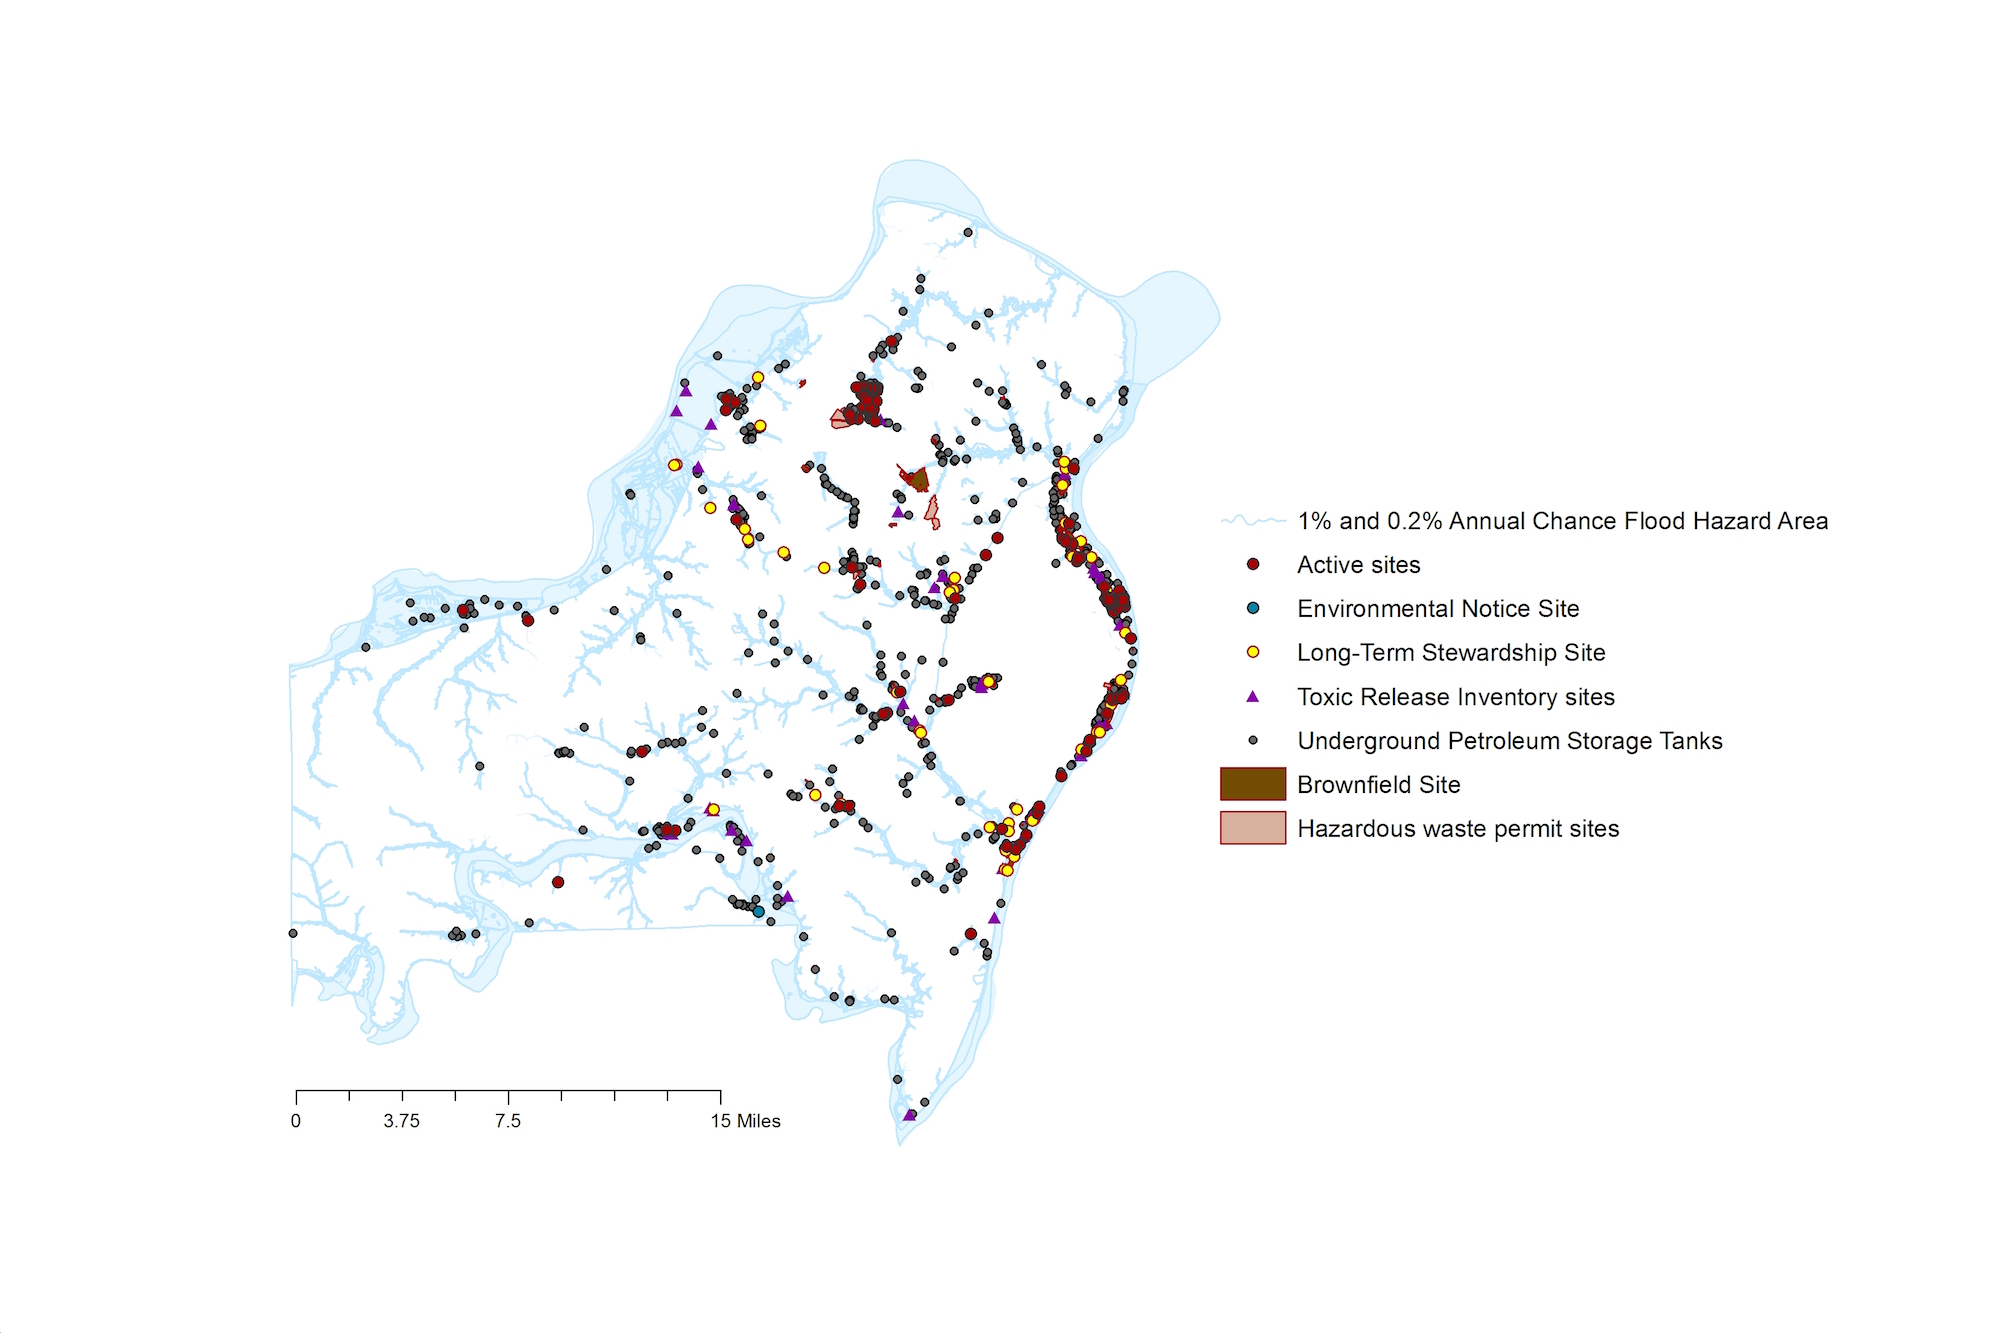 1% and 0.2% Annual Chance Flood Hazard Area
Active sites
Environmental Notice Site
Long-Term Stewardship Site
Toxic Release Inventory sites
Underground Petroleum Storage Tanks
Brownfield Site
Hazardous waste permit sites
0 3.75 7.5 15 Miles